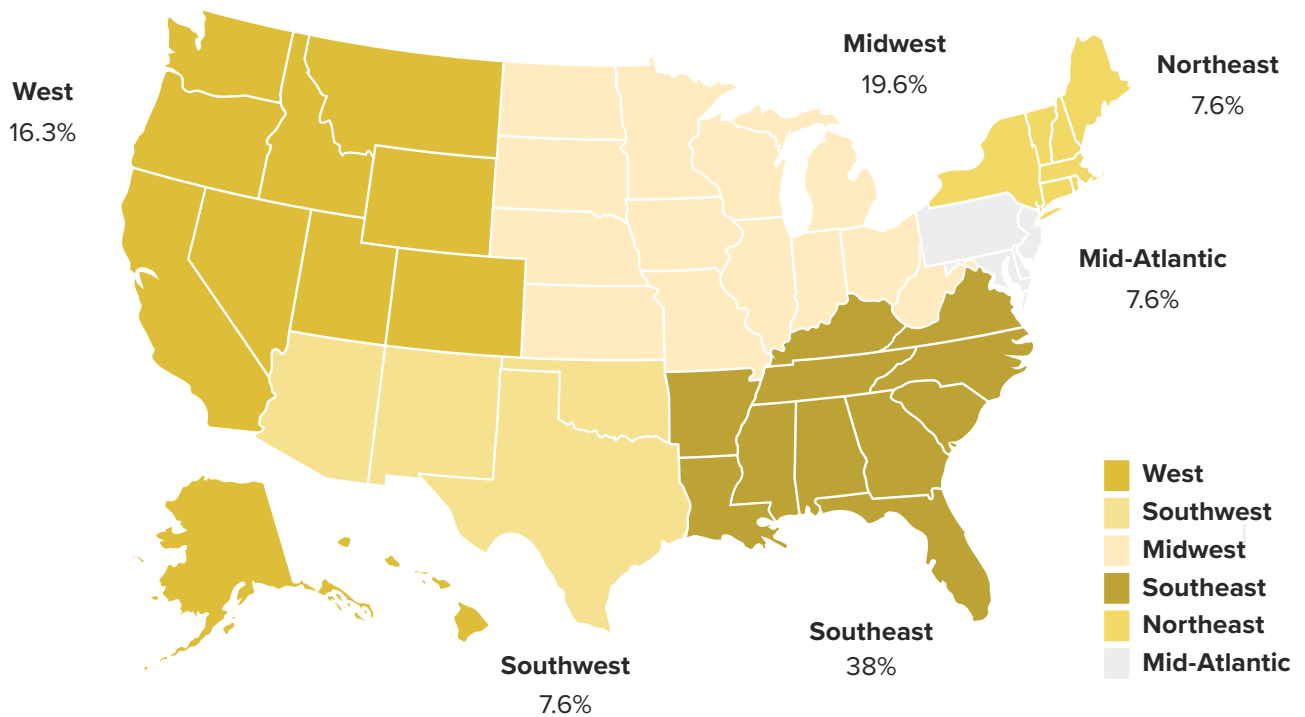 Midwest
19.6%
Northeast
7.6%
West
16.3%
Mid-Atlantic
7.6%
West
Southwest
Midwest
Southeast
Northeast
Mid-Atlantic
Southeast
38%
Southwest
7.6%